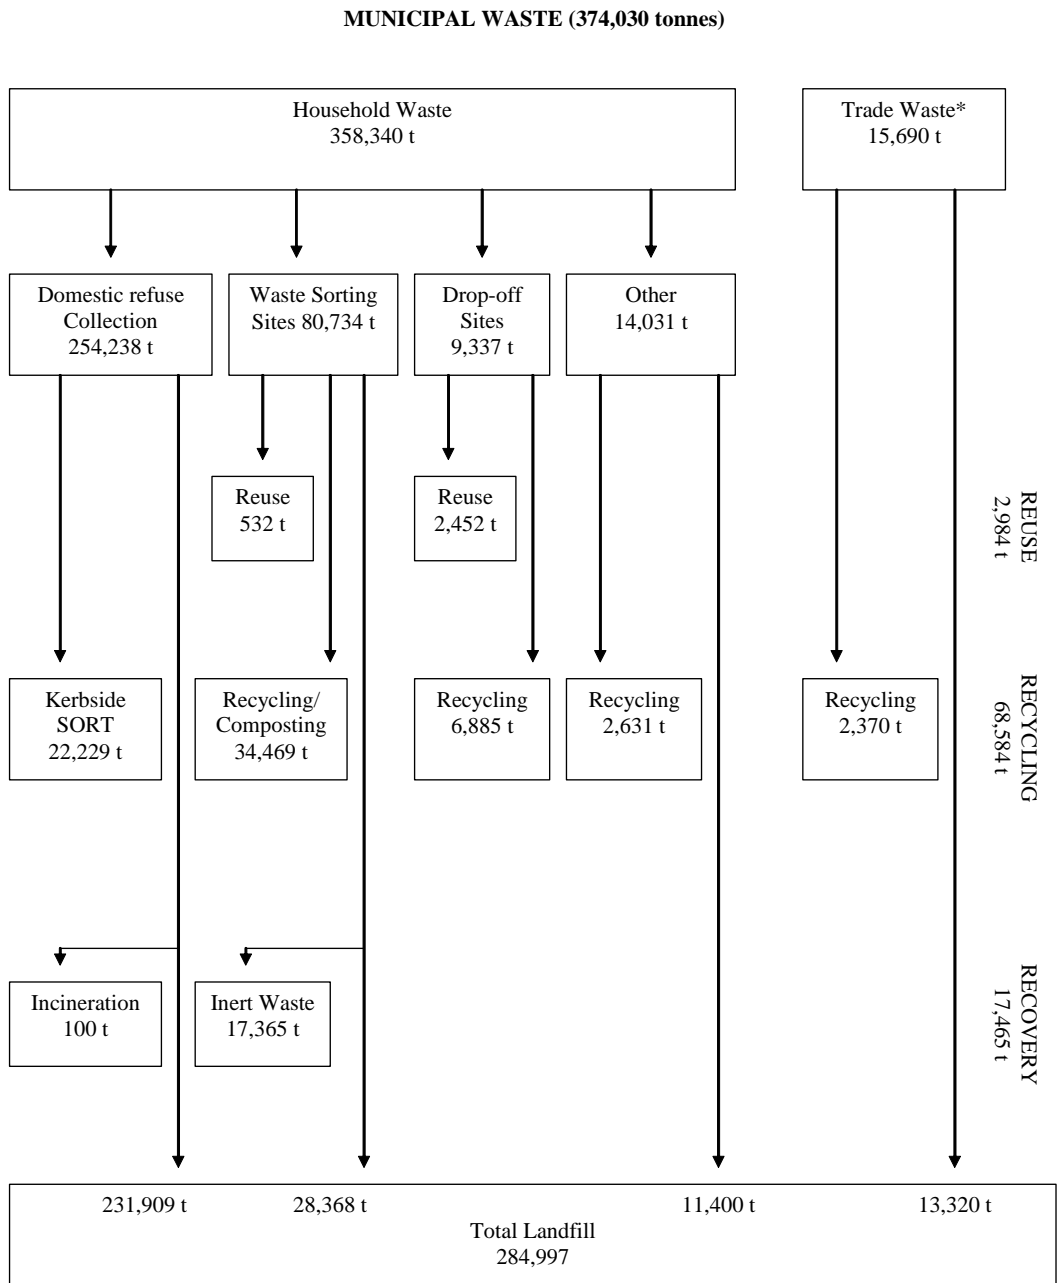 MUNICIPAL WASTE (374,030 tonnes)
Household Waste
358,340 t
Trade Waste*
15,690 t
Domestic refuse
Collection
254,238 t
Waste Sorting
Sites 80,734 t
Drop-off
Sites
9,337 t
Other
14,031 t
Reuse
532 t
Reuse
2,452 t
REUSE
2,984 t
Kerbside
SORT
22,229 t
Recycling/
Composting
34,469 t
Recycling
6,885 t
Recycling
2,631 t
Recycling
2,370 t
RECYCLING
68,584 t
Incineration
100 t
Inert Waste
17,365 t
RECOVERY
17,465 t
231,909 t 28,368 t 11,400 t 13,320 t
Total Landfill
284,997